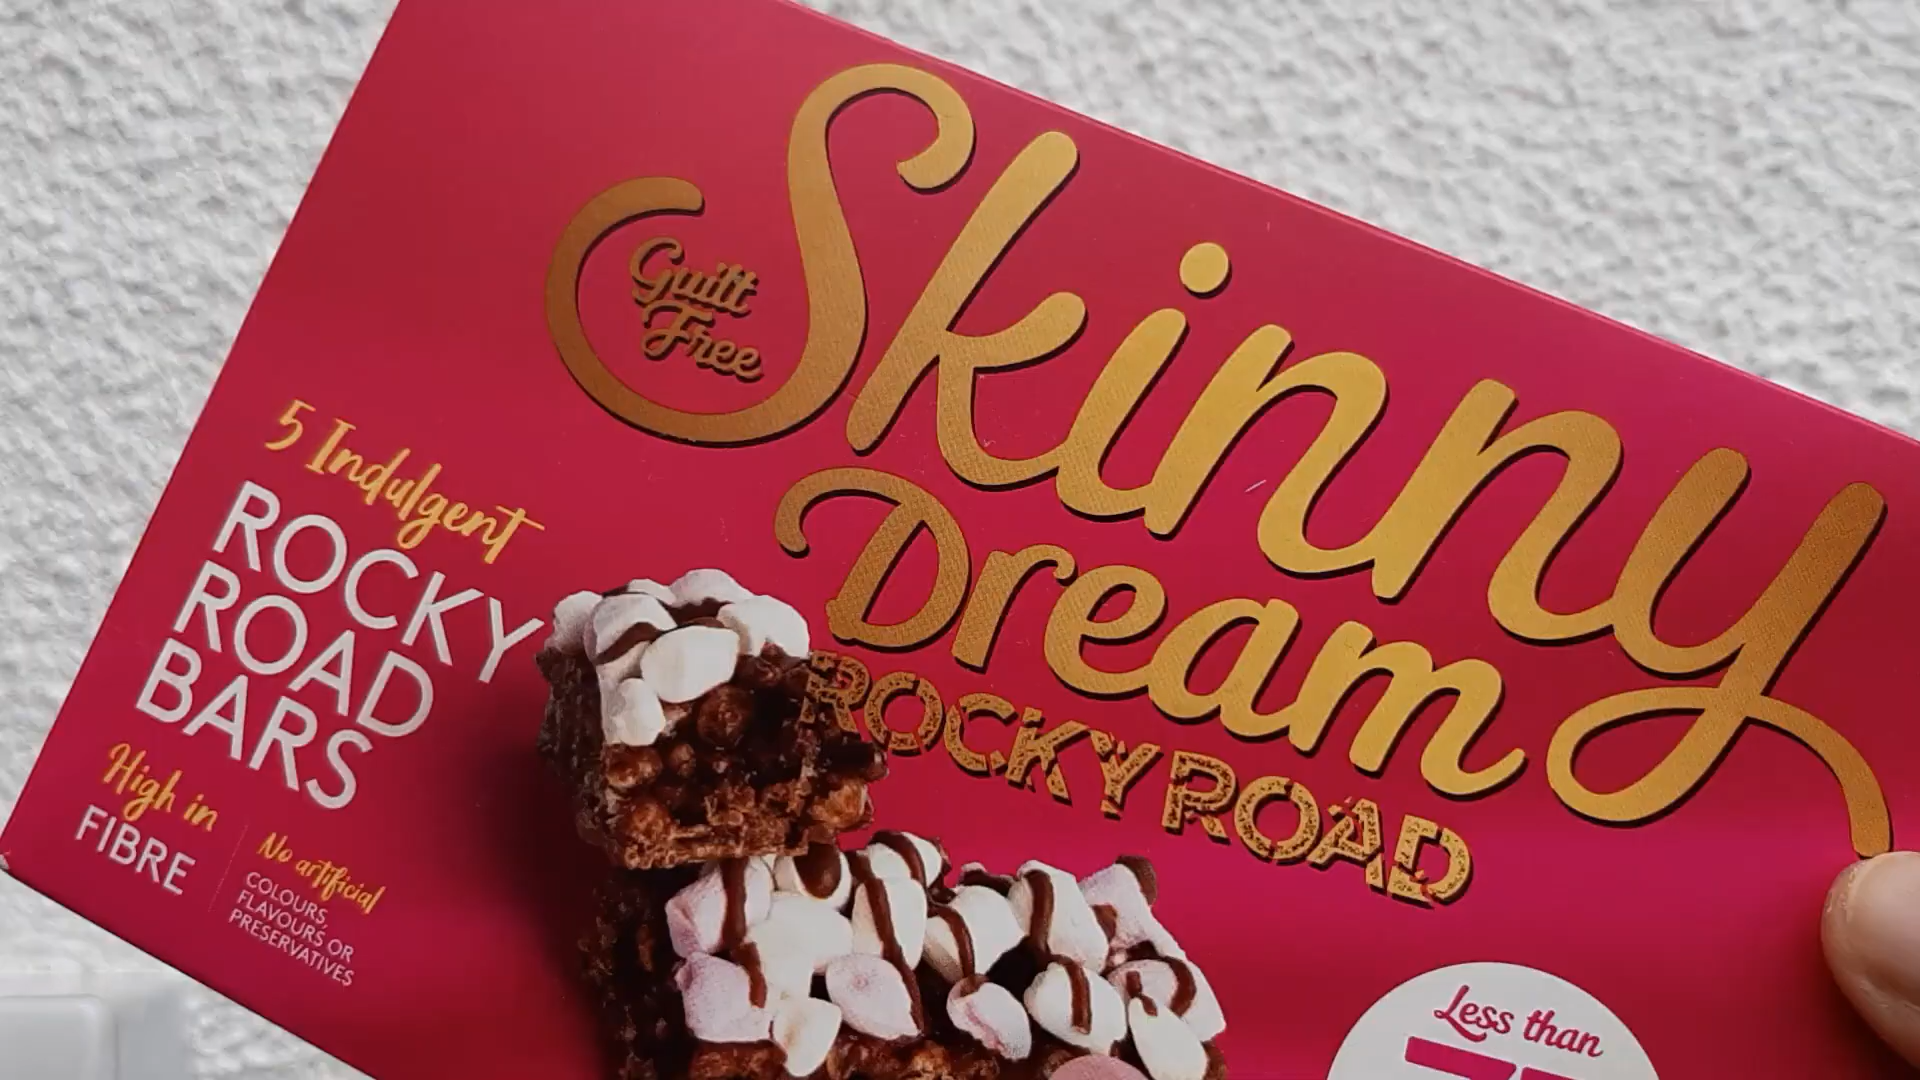 Guilt
Free
Skinny
Dream
ROCKY ROAD
5 Indulgent
ROCKY
ROAD
BARS
High in
FIBRE
No artificial
COLOURS,
FLAVOURS OR
PRESERVATIVES
Less than